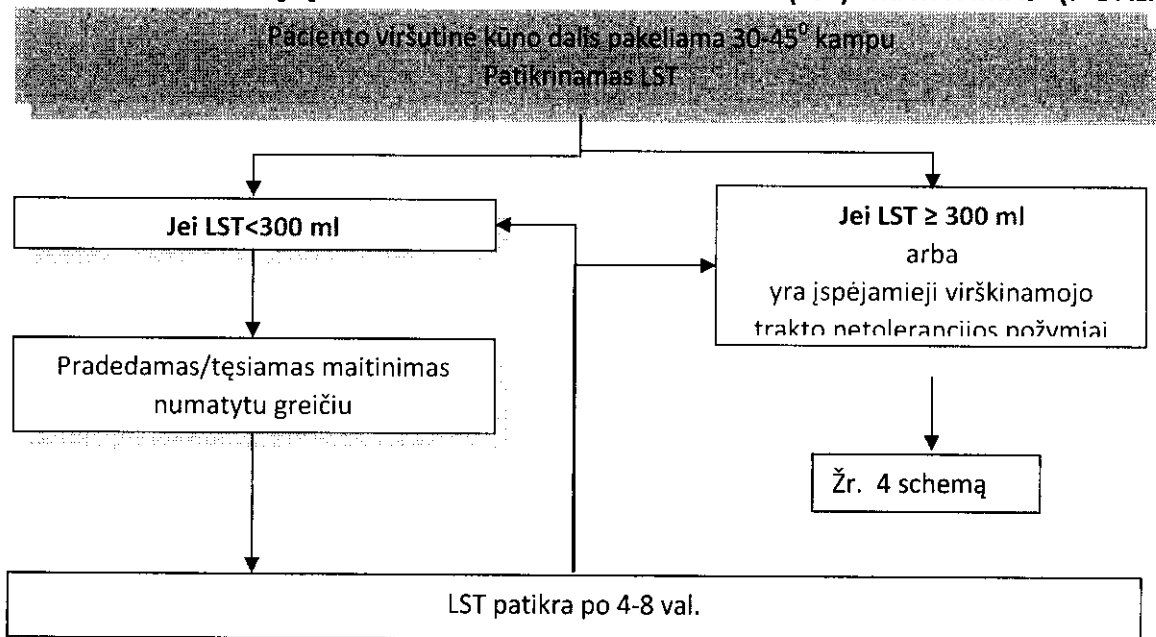 Paciento viršutinė kūno dalis pakeliama 30-45⁰ kampu
Patikrinamas LST
Jei LST<300 ml
Jei LST ≥ 300 ml
arba
yra įspėjamieji virškinamojo
trakto netolerancijos požymiai
Pradedamas/tęsiamas maitinimas
numatytu greičiu
Žr. 4 schemą
LST patikra po 4-8 val.